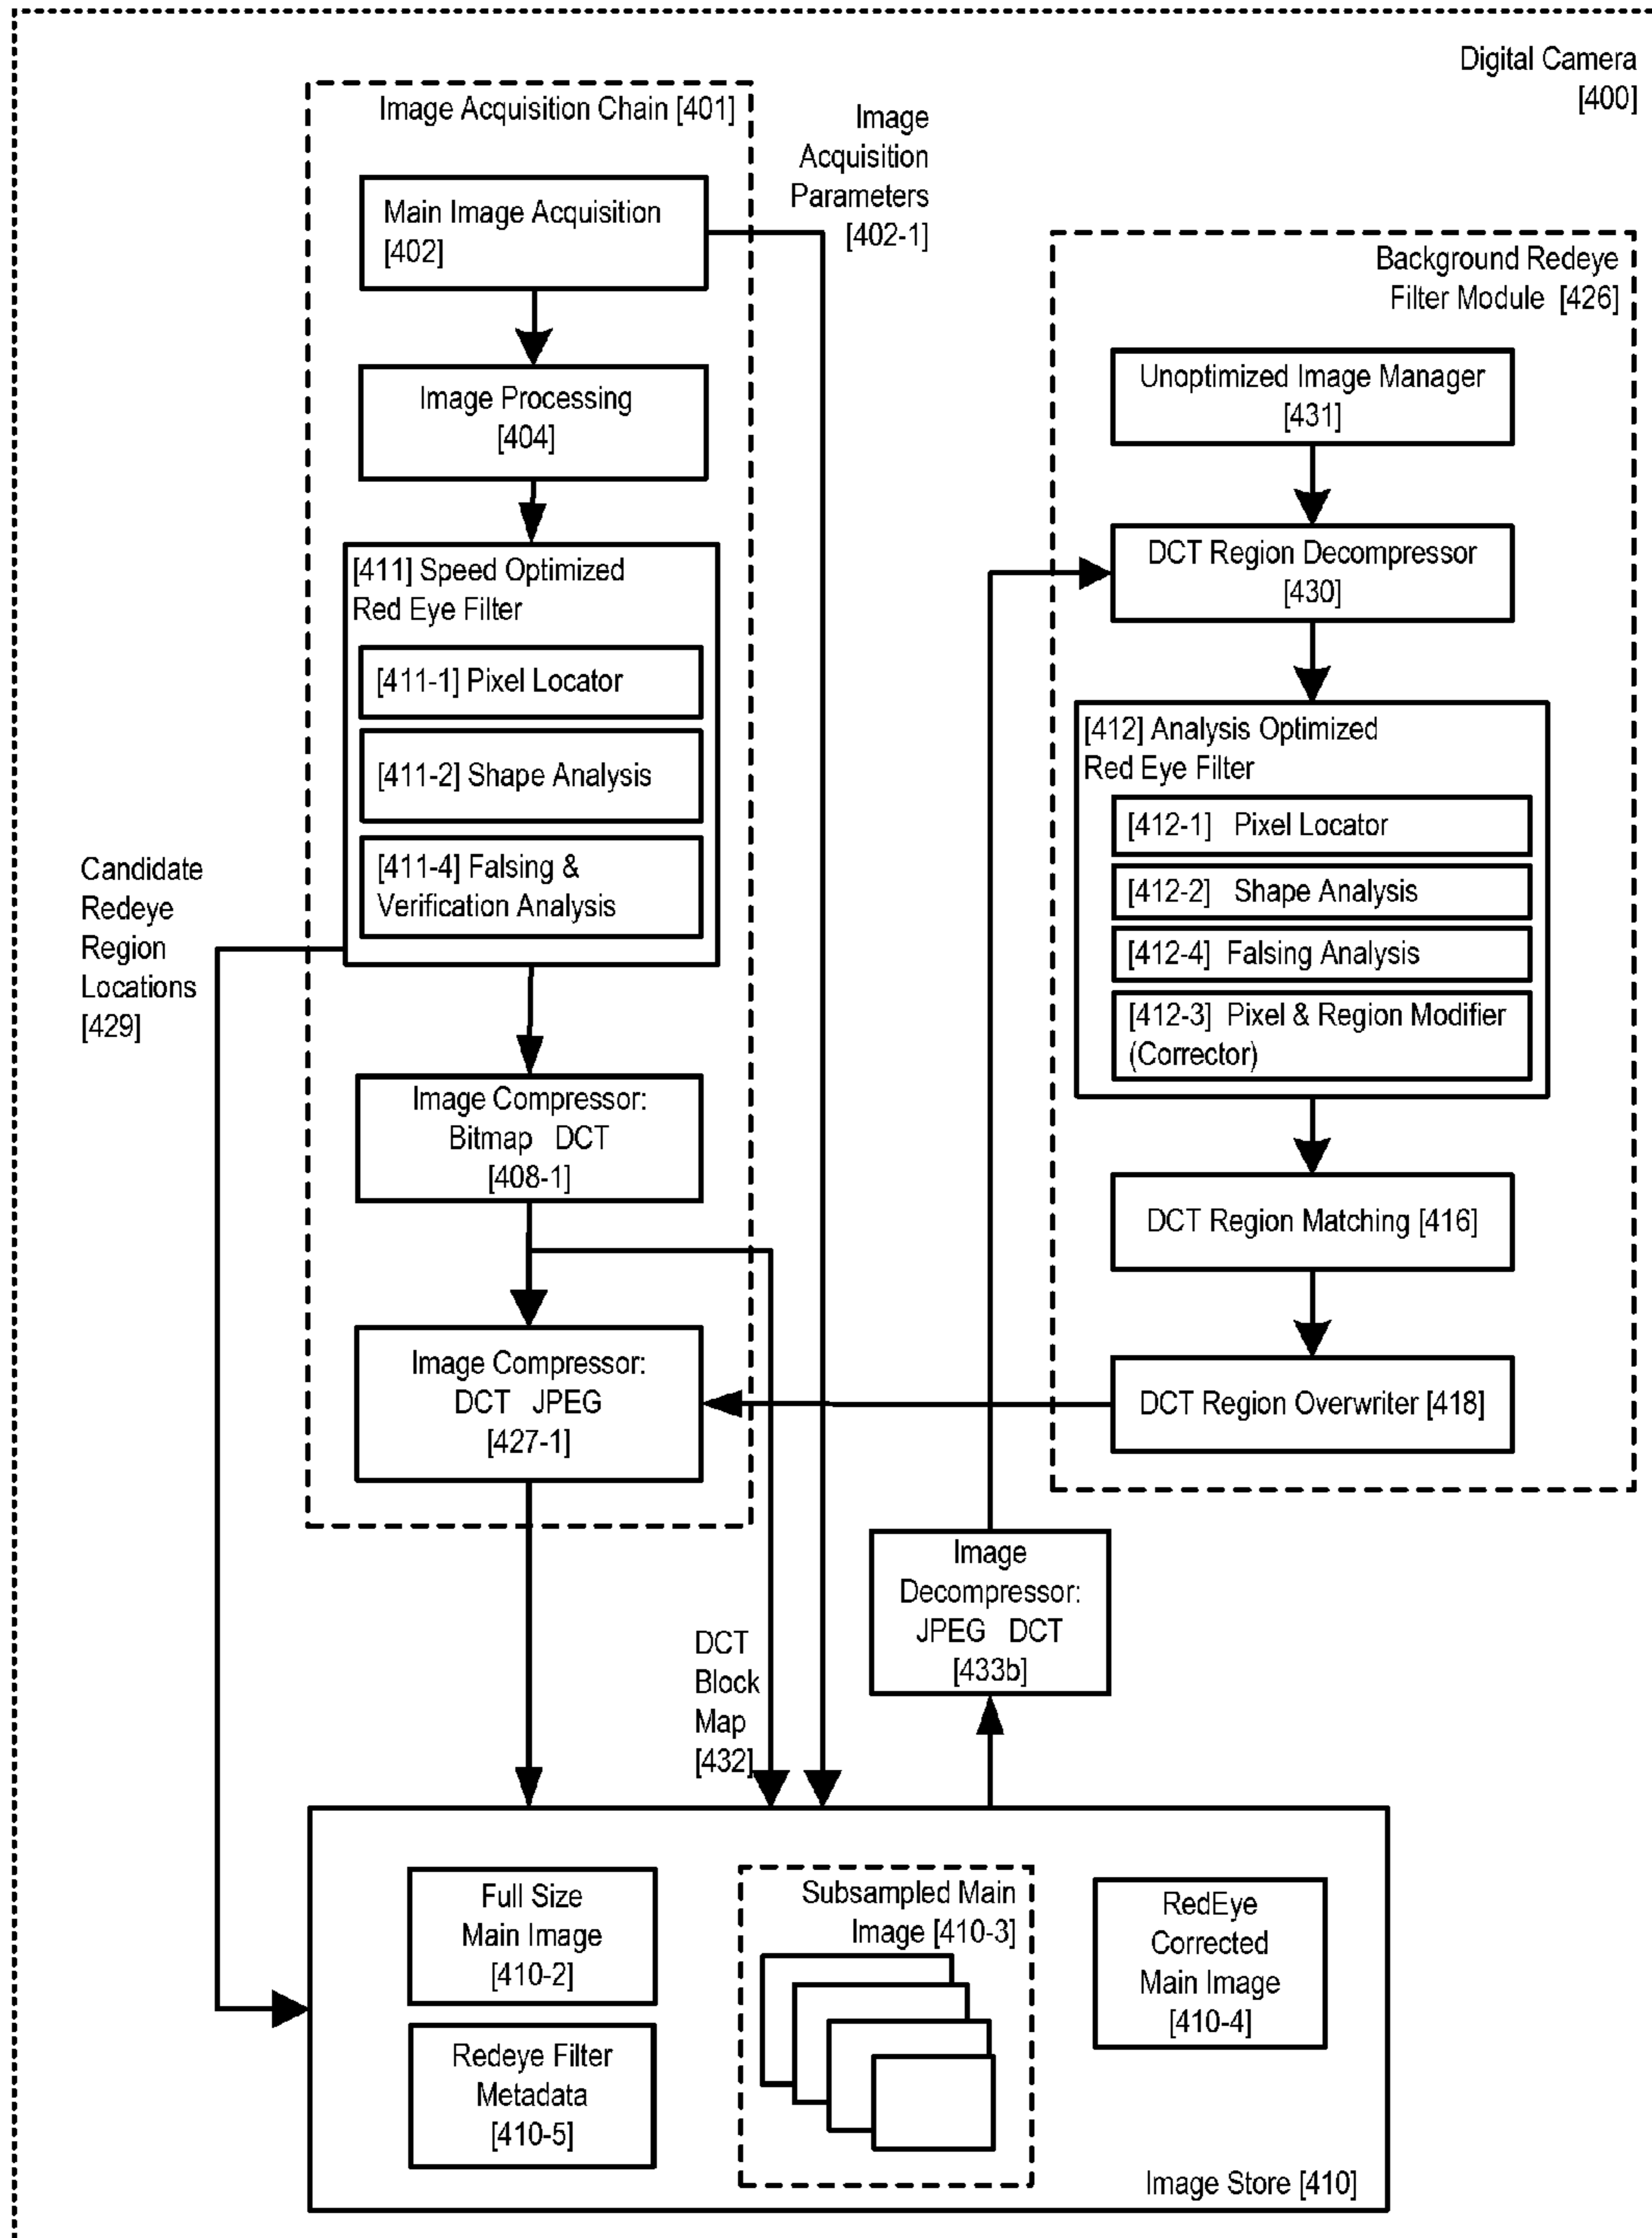 Digital Camera
[400]
Image Acquisition Chain [401]
Main Image Acquisition
[402]
Image
Acquisition
Parameters
[402-1]
Image Processing
[404]
[411] Speed Optimized
Red Eye Filter
[411-1] Pixel Locator
[411-2] Shape Analysis
[411-4] Falsing &
Verification Analysis
Candidate
Redeye
Region
Locations
[429]
Image Compressor:
Bitmap DCT
[408-1]
Image Compressor:
DCT JPEG
[427-1]
Background Redeye
Filter Module [426]
Unoptimized Image Manager
[431]
DCT Region Decompressor
[430]
[412] Analysis Optimized
Red Eye Filter
[412-1] Pixel Locator
[412-2] Shape Analysis
[412-4] Falsing Analysis
[412-3] Pixel & Region Modifier
(Corrector)
DCT Region Matching [416]
DCT Region Overwriter [418]
Image
Decompressor:
JPEG DCT
[433b]
DCT
Block
Map
[432]
Full Size
Main Image
[410-2]
Redeye Filter
Metadada
[410-5]
Subsampled Main
Image [410-3]
RedEye
Corrected
Main Image
[410-4]
Image Store [410]